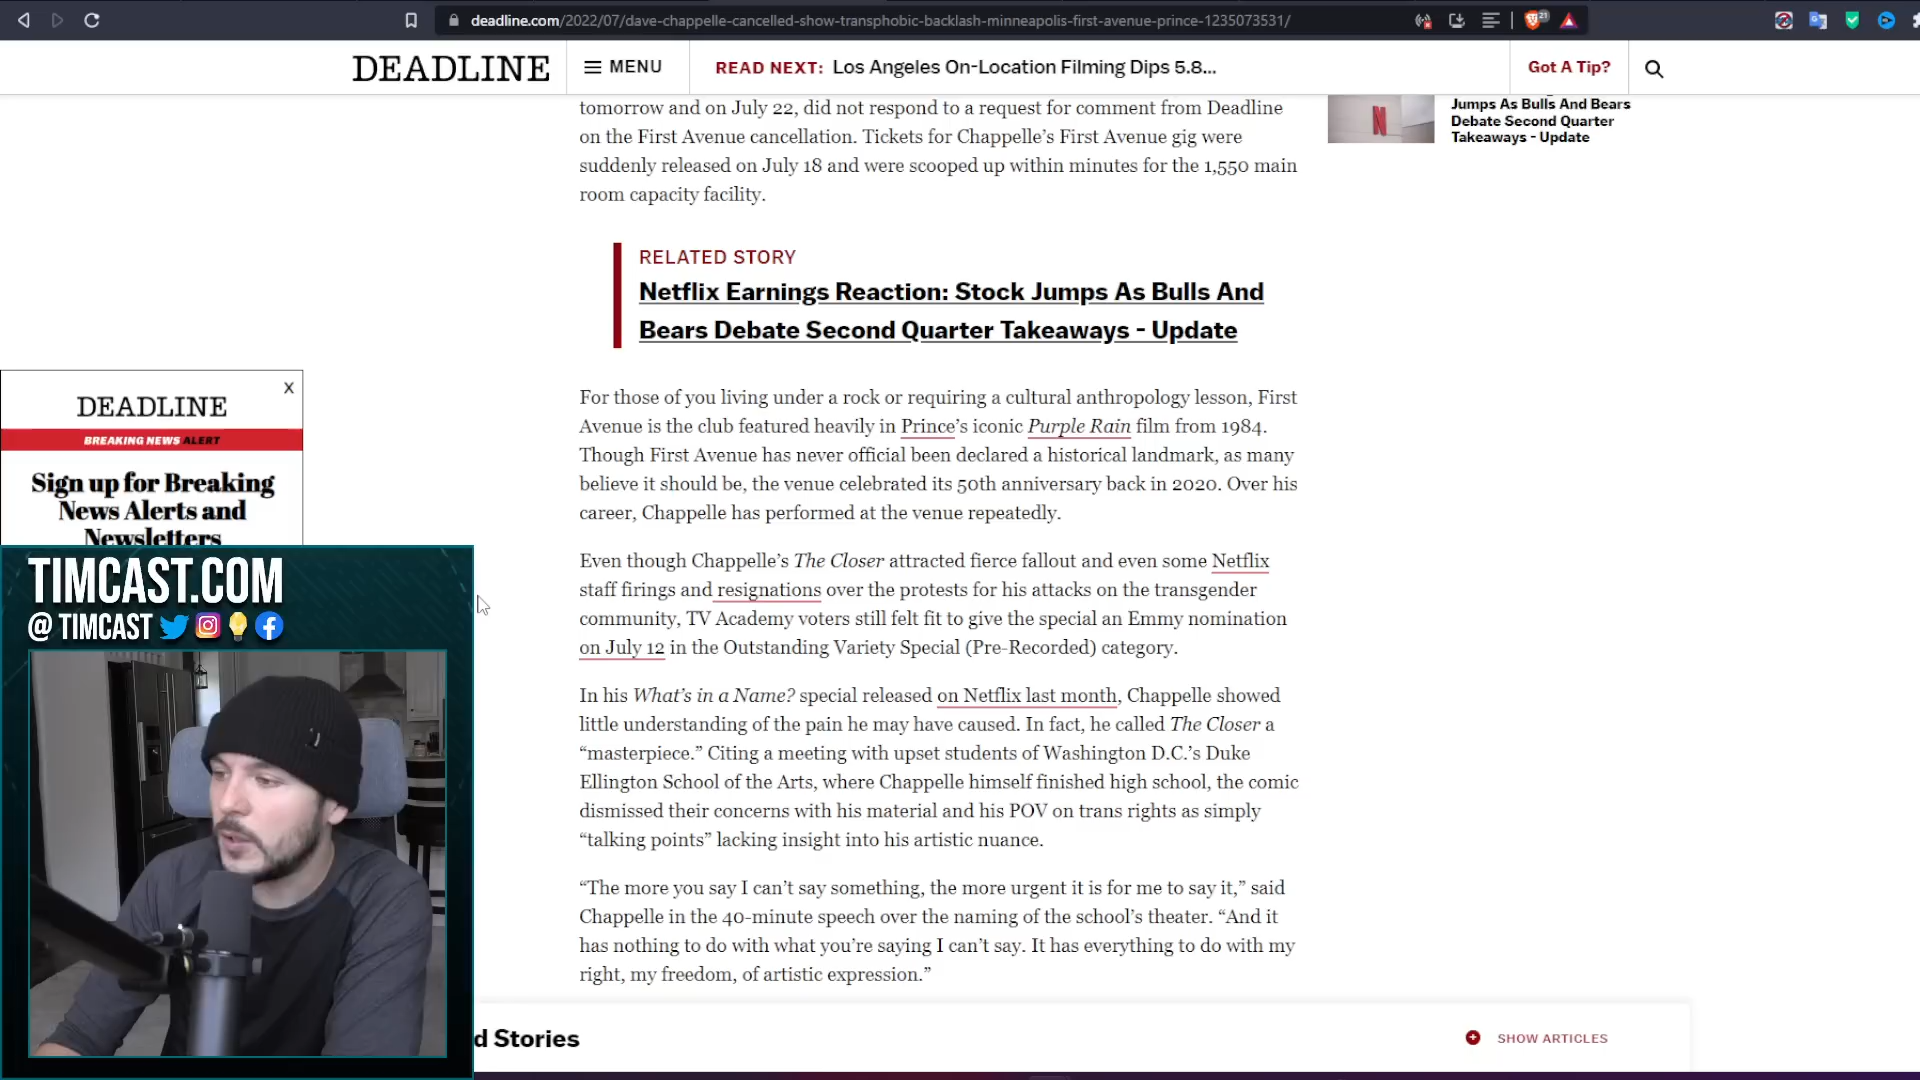 deadline.com/2022/07/dave-chappelle-cancelled-show-transphobic-backlash-minneapolis-first-avenue-prince-1235073531/
21
DEADLINE
MENU
READ NEXT: Los Angeles On-Location Filming Dips 5.8...
Got A Tip?
tomorrow and on July 22, did not respond to a request for comment from Deadline
on the First Avenue cancellation. Tickets for Chappelle’s First Avenue gig were
suddenly released on July 18 and were scooped up within minutes for the 1,550 main
room capacity facility.
Jumps As Bulls And Bears
Debate Second Quarter
Takeaways - Update
RELATED STORY
Netflix Earnings Reaction: Stock Jumps As Bulls And
Bears Debate Second Quarter Takeaways - Update
For those of you living under a rock or requiring a cultural anthropology lesson, First
Avenue is the club featured heavily in Prince’s iconic Purple Rain film from 1984.
Though First Avenue has never official been declared a historical landmark, as many
believe it should be, the venue celebrated its 50th anniversary back in 2020. Over his
career, Chappelle has performed at the venue repeatedly.
Even though Chappelle’s The Closer attracted fierce fallout and even some Netflix
staff firings and resignations over the protests for his attacks on the transgender
community, TV Academy voters still felt fit to give the special an Emmy nomination
on July 12 in the Outstanding Variety Special (Pre-Recorded) category.
In his What’s in a Name? special released on Netflix last month, Chappelle showed
little understanding of the pain he may have caused. In fact, he called The Closer a
“masterpiece.” Citing a meeting with upset students of Washington D.C.’s Duke
Ellington School of the Arts, where Chappelle himself finished high school, the comic
dismissed their concerns with his material and his POV on trans rights as simply
“talking points” lacking insight into his artistic nuance.
“The more you say I can’t say something, the more urgent it is for me to say it,” said
Chappelle in the 40-minute speech over the naming of the school’s theater. “And it
has nothing to do with what you’re saying I can’t say. It has everything to do with my
right, my freedom, of artistic expression.”
X
DEADLINE
BREAKING NEWS ALERT
Sign up for Breaking
News Alerts and
Newsletters
TIMCAST.COM
@ TIMCAST
d Stories
SHOW ARTICLES